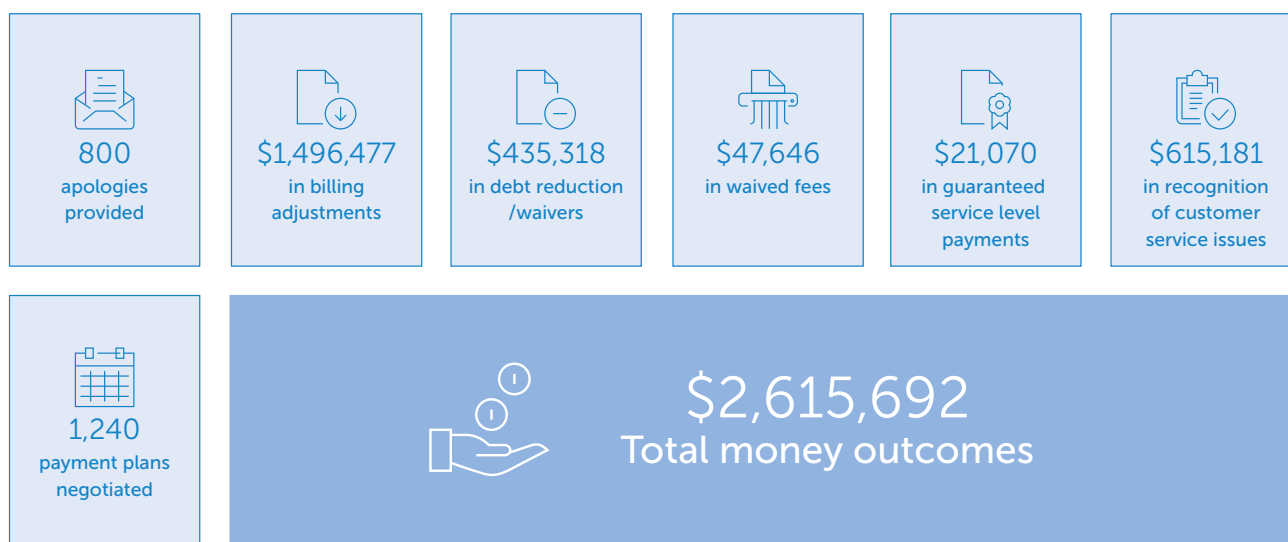 800
apologies
provided
$1,496,477
in billing
adjustments
$435,318
in debt reduction
/waivers
$47,646
in waived fees
$21,070
in guaranteed
service level
payments
$615,181
in recognition
of customer
service issues
1,240
payment plans
negotiated
$2,615,692
Total money outcomes